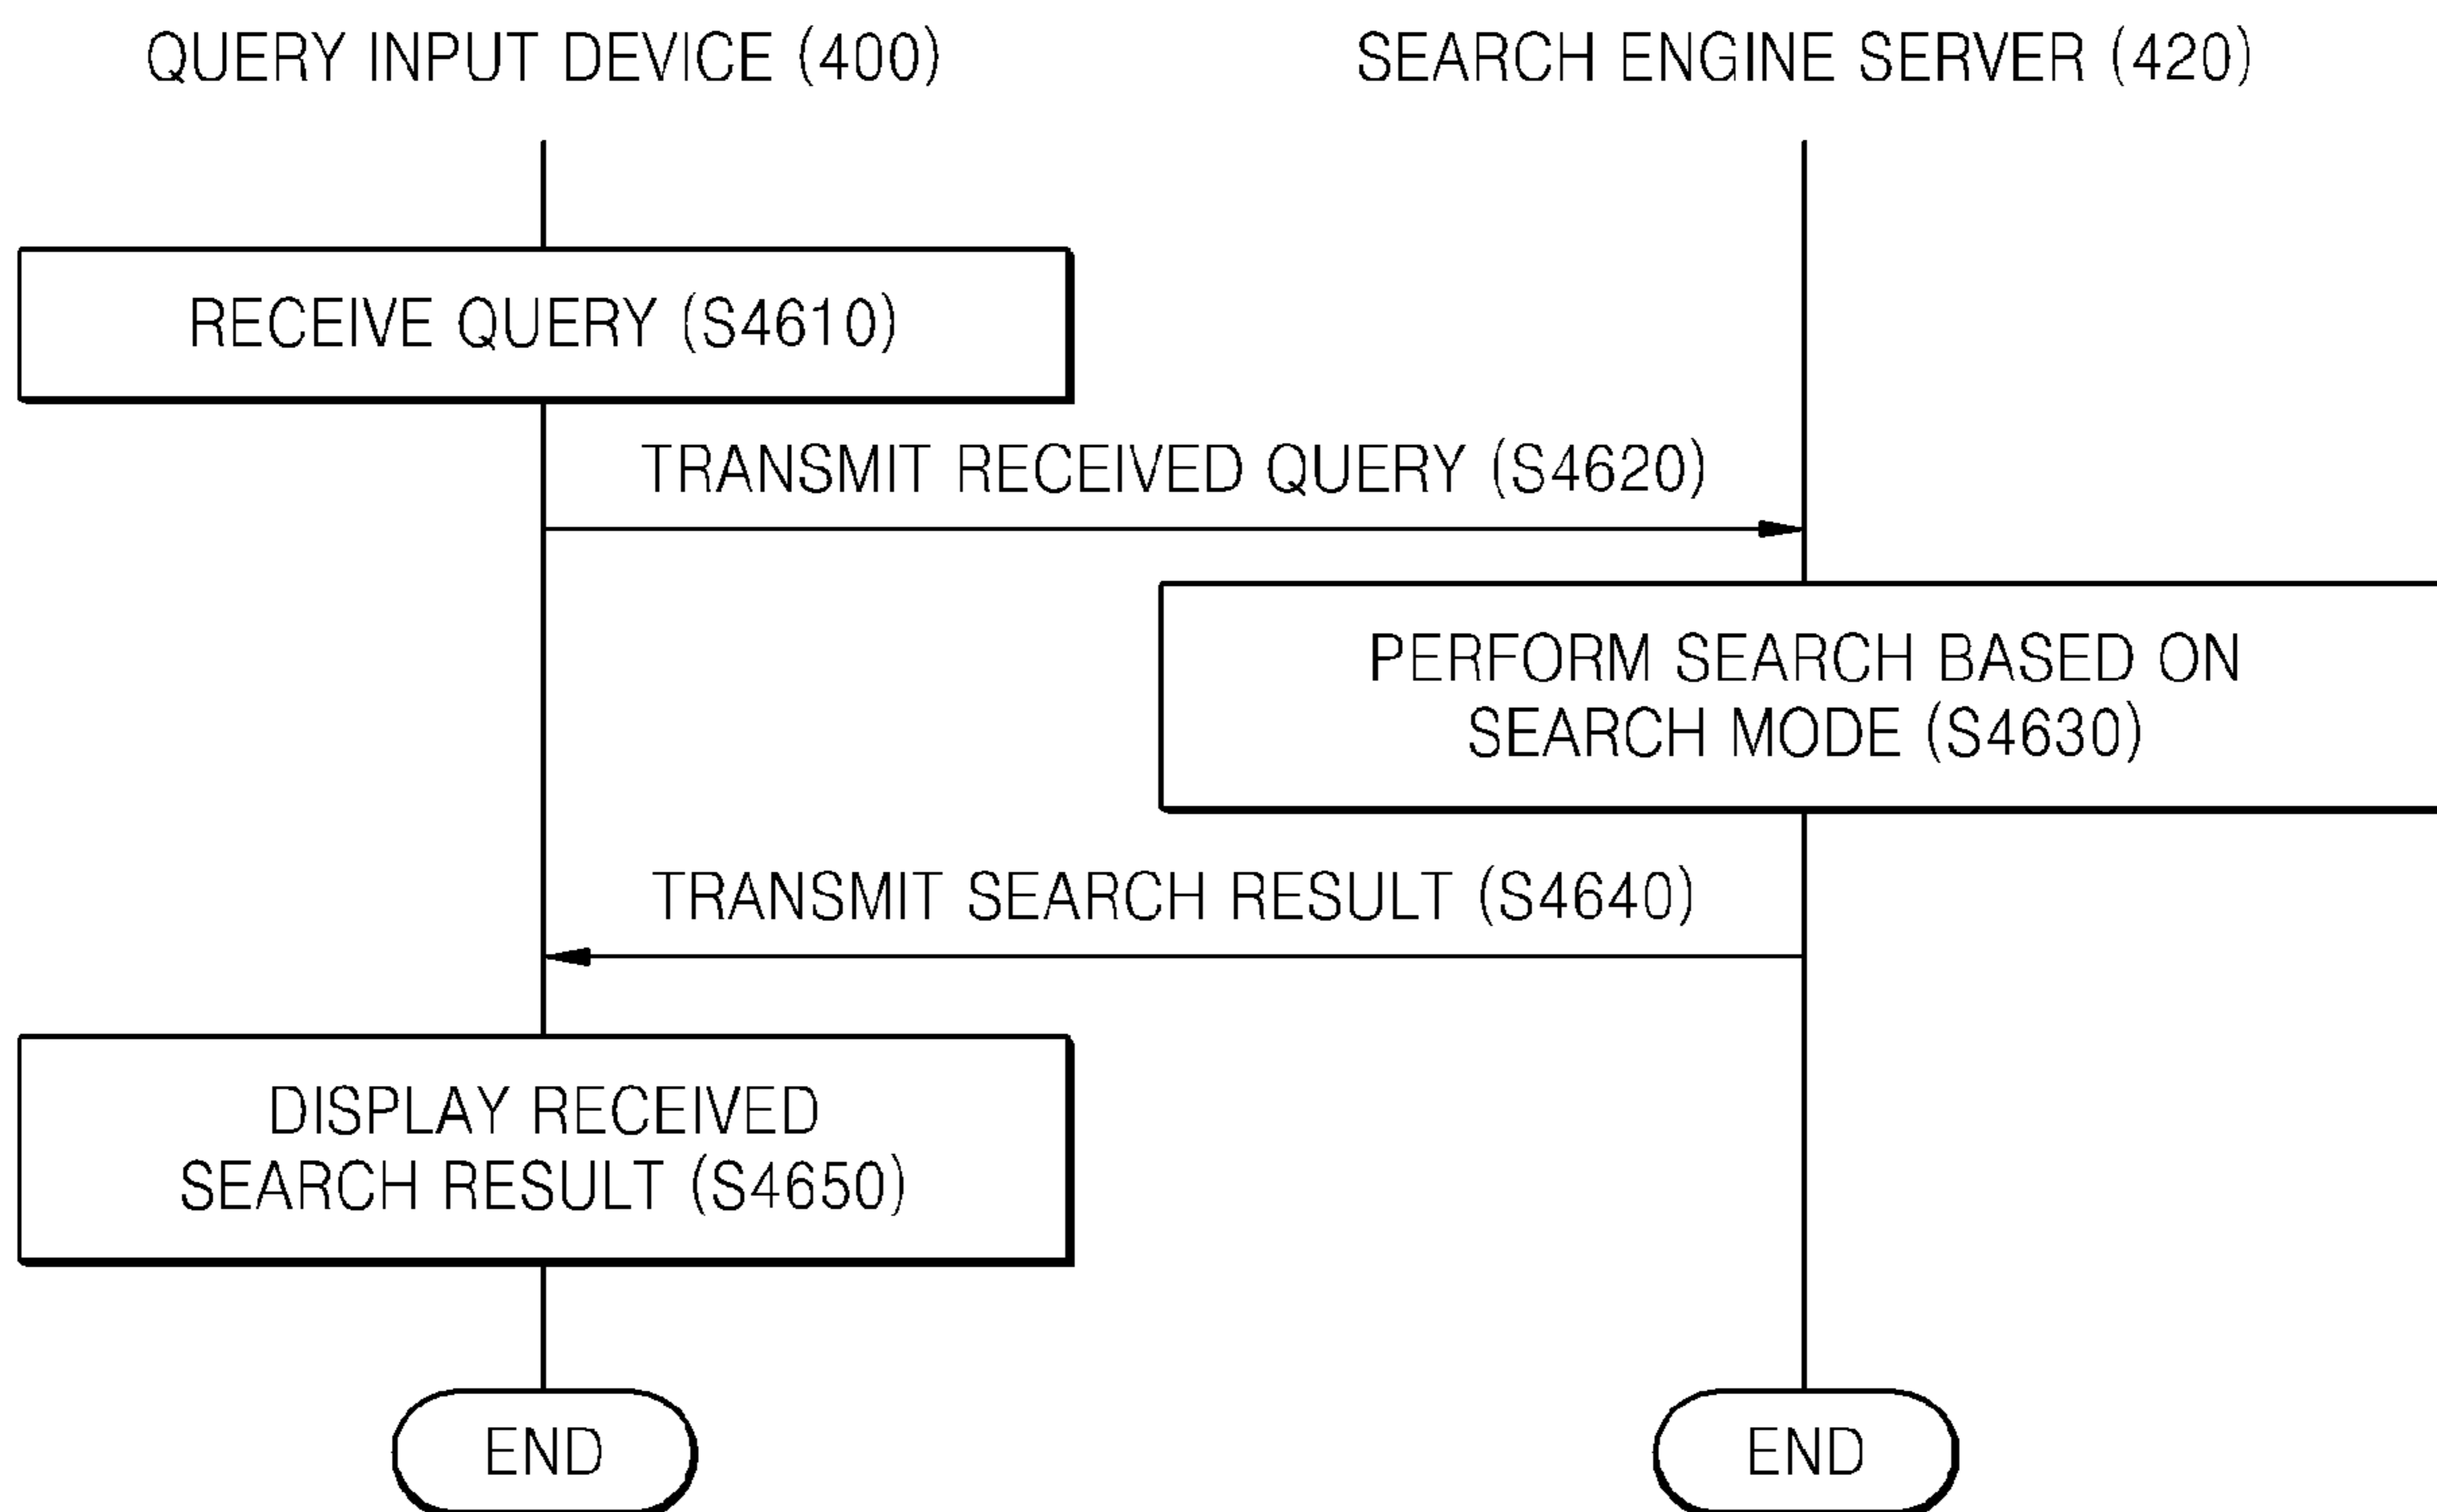 QUERY INPUT DEVICE (400)
SEARCH ENGINE SERVER (420)
RECEIVE QUERY (S4610)
TRANSMIT RECEIVED QUERY (S4620)
PERFORM SEARCH BASED ON
SEARCH MODE (S4630)
TRANSMIT SEARCH RESULT (S4640)
DISPLAY RECEIVED
SEARCH RESULT (S4650)
END
END